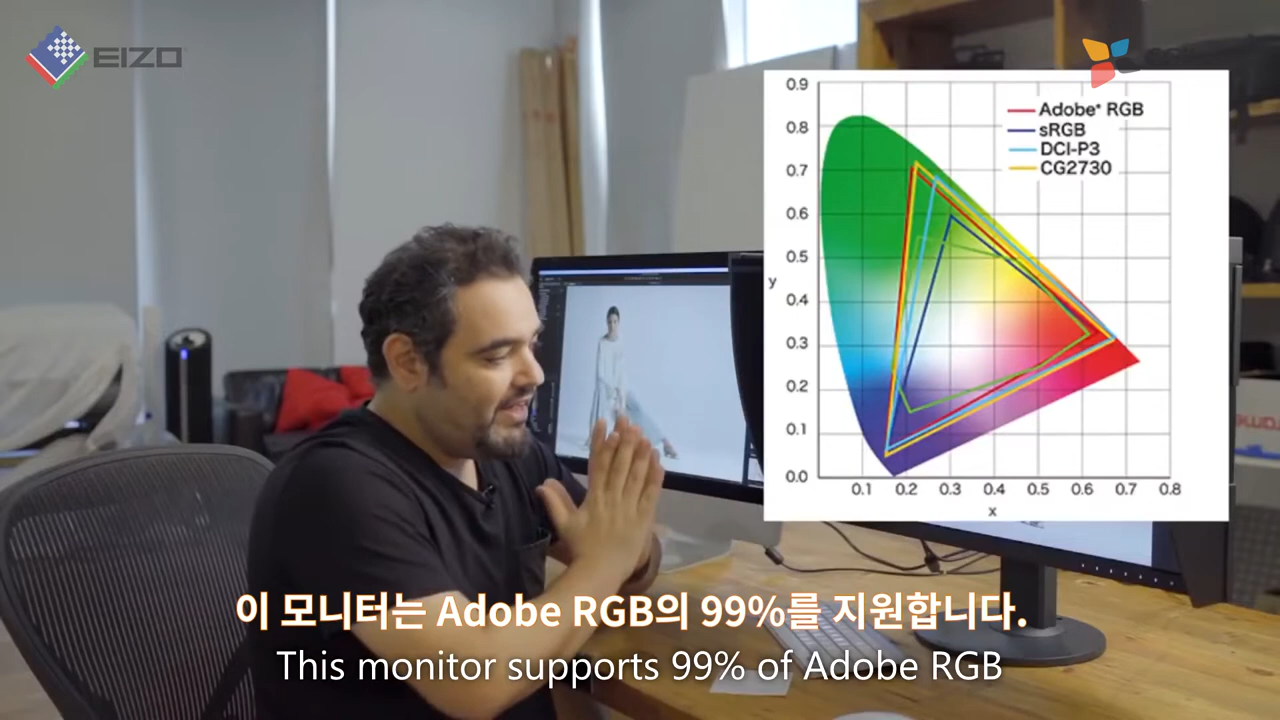 EIZO
0.9
0.8
0.7
0.6
0.5
0.4
0.3
0.2
0.1
0.0
y
Adobe* RGB
sRGB
DCI-P3
CG2730
0.1 0.2 0.3 0.4 0.5 0.6 0.7 0.8
x
이 모니터는 Adobe RGB의 99%를 지원합니다.
This monitor supports 99% of Adobe RGB